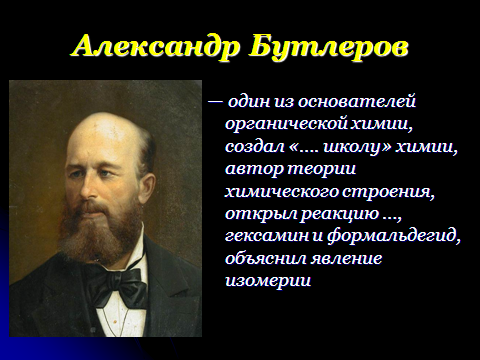 Александр Бутлеров
— один из основателей
органической химии,
создал «.... школу» химии,
автор теории
химического строения,
открыл реакцию ...,
гексамин и формальдегид,
объяснил явление
изомерии